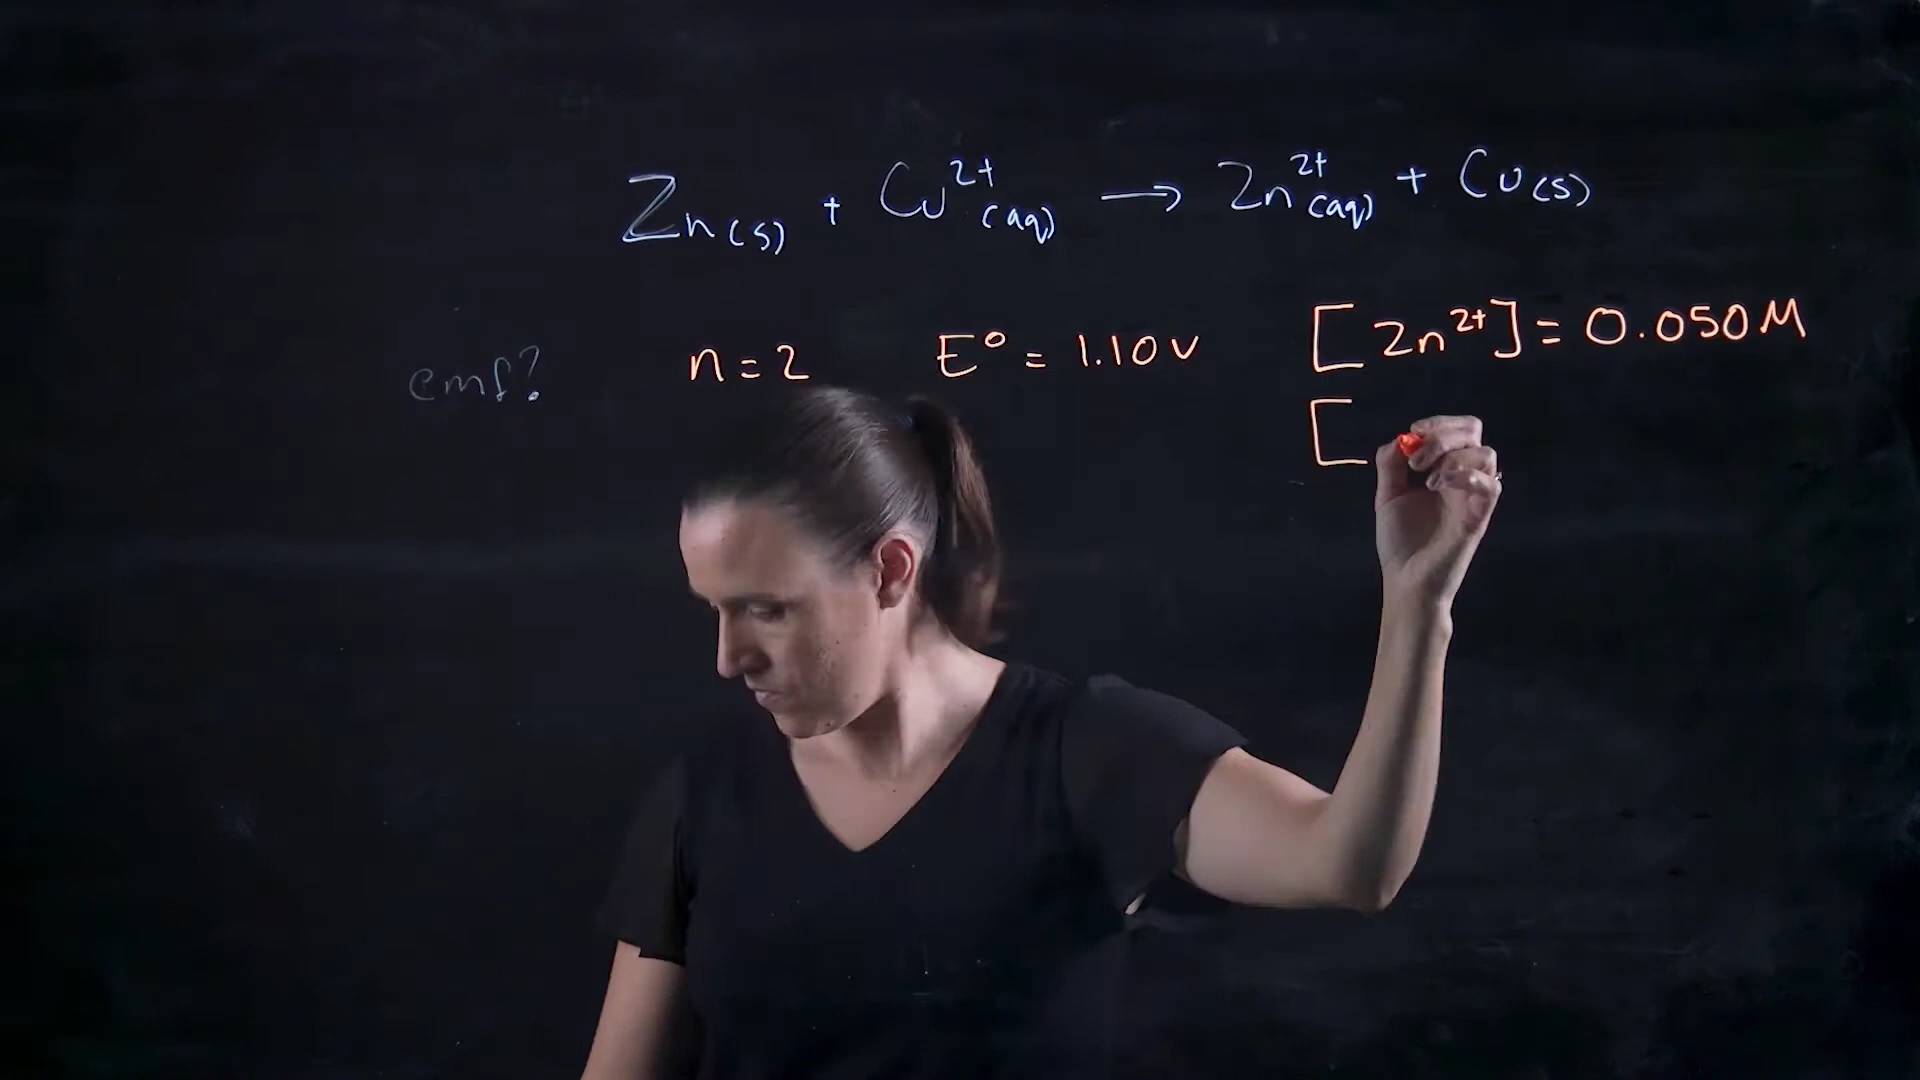 Zn(s) + Cu²⁺(aq) → Zn²⁺(aq) + Cu(s)
emf? n = 2 E° = 1.10 V [Zn²⁺] = 0.050 M
[